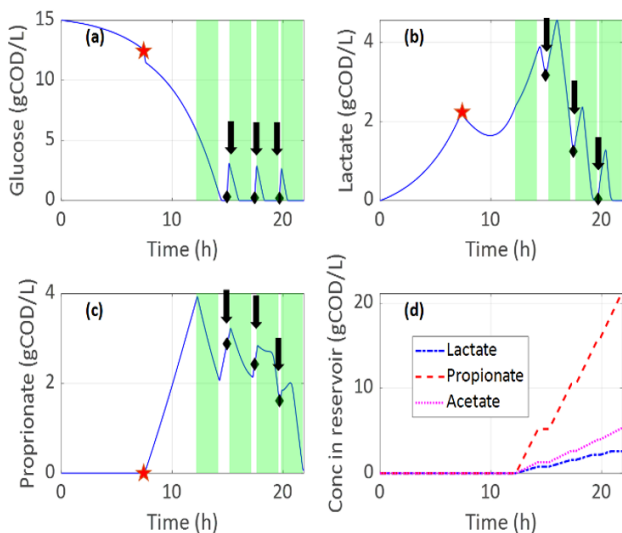 (a)
Glucose (gCOD/L)
15
10
5
0
0
10
20
Time (h)
(b)
Lactate (gCOD/L)
4
2
0
0
10
20
Time (h)
(c)
Proprionate (gCOD/L)
4
2
0
0
10
20
Time (h)
(d)
Conc in reservoir (gCOD/L)
20
10
0
Lactate
Propionate
Acetate
0
10
20
Time (h)